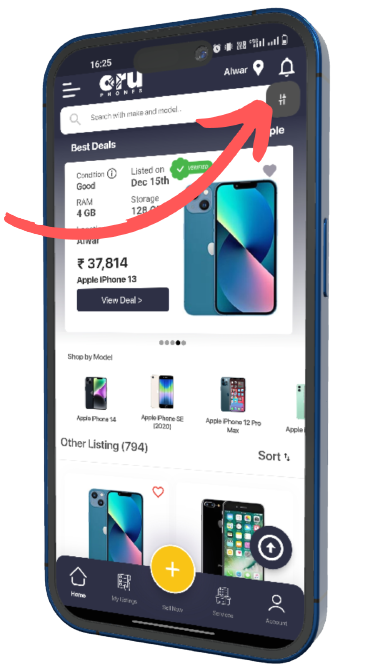 16:25
oru
PHONES
Alwar
Search with make and model..
Best Deals
ple
Condition
Good
Listed on
Dec 15th
VERIFIED
RAM
4 GB
Storage
128 G
Alwar
₹ 37,814
Apple iPhone 13
View Deal >
Shop by Model
Apple iPhone 14
Apple iPhone SE
(2020)
Apple iPhone 12 Pro
Max
Apple i
Other Listing (794)
Sort
Home
My Listings
Sell Now
Services
Account